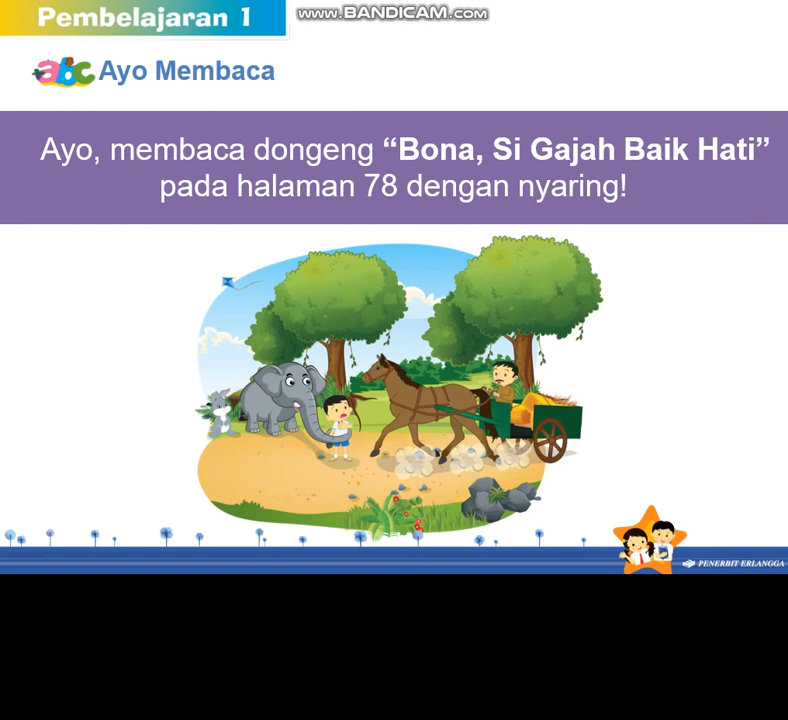 Pembelajaran 1
www.BANDICAM.com
abc Ayo Membaca
Ayo, membaca dongeng “Bona, Si Gajah Baik Hati”
pada halaman 78 dengan nyaring!
PENERBIT ERLANGGA